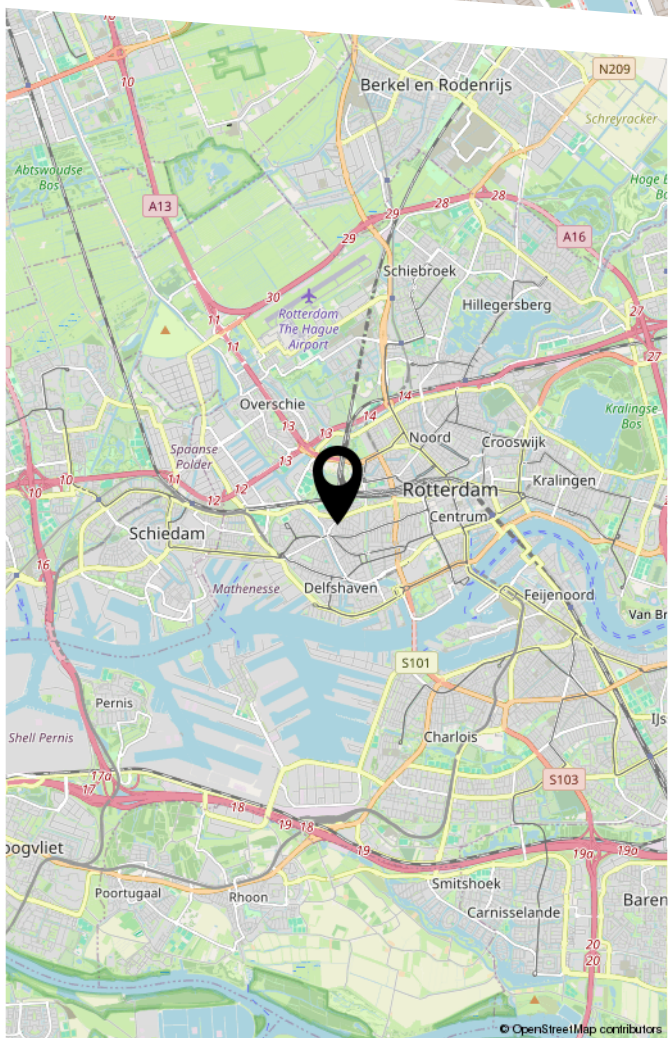 10
N209
Berkel en Rodenrijs
10
Schreyracker
Abtswoudse
Bos
A13
28
28
29
29
A16
Schiebroek
30
Rotterdam
The Hague
Airport
Hillegersberg
11
11
27
27
Overschie
14
14
13
13
13
Kralingse
Bos
Noord
Crooswijk
Spaanse
Polder
11
10
10
12
12
Rotterdam
Kralingen
Centrum
Schiedam
16
Mathenesse
Delfshaven
Feijenoord
Van Br
S101
Pernis
Shell Pernis
Charlois
IJs
17a
17
S103
18
19
18
19
19a
19a
oogvliet
Poortugaal
Rhoon
Smitshoek
Carnisselande
Baren
20
20
© OpenStreetMap contributors